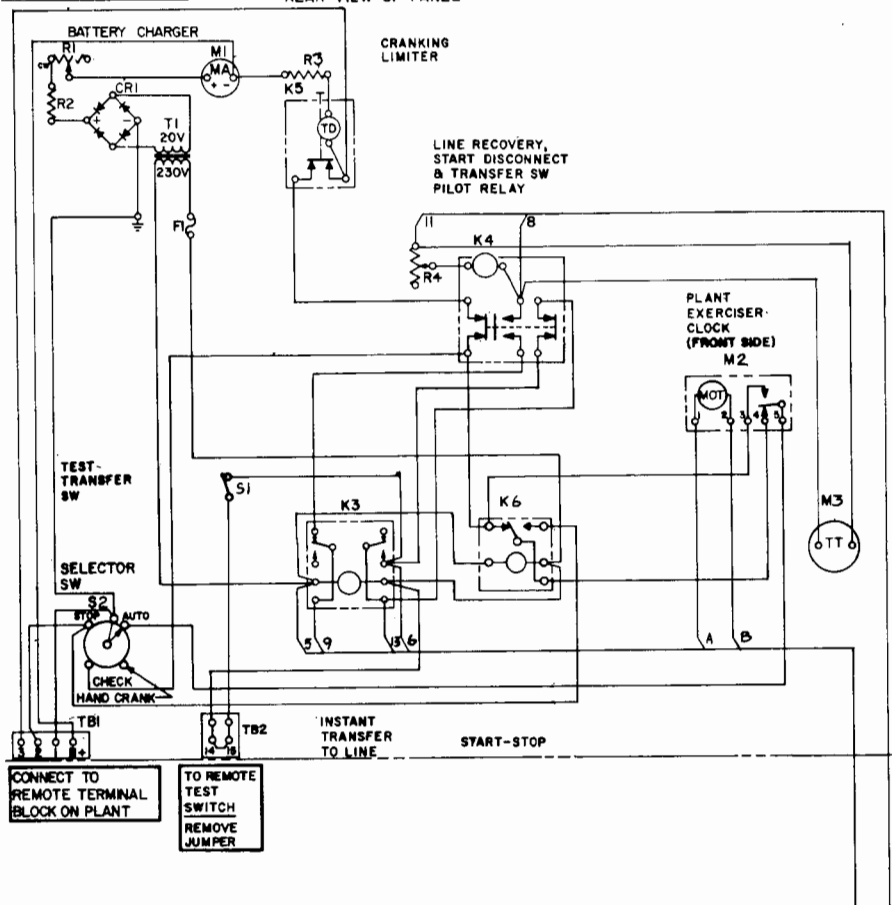 BATTERY CHARGER
R1
CW
M1
MA
+ -
R3
CRANKING
LIMITER
K5
TD
R2
CR1
+ -
T1
20V
230V
F1
LINE RECOVERY,
START DISCONNECT
& TRANSFER SW
PILOT RELAY
11
8
K4
R4
PLANT
EXERCISER
CLOCK
(FRONT SIDE)
M2
MOT
1 2 3 4 5
TEST-
TRANSFER
SW
S1
K3
K6
M3
TT
SELECTOR
SW
S2
STOP
AUTO
CHECK
HAND CRANK
5 9 13 6
A B
TB1
3 2
+
TB2
14 15
INSTANT
TRANSFER
TO LINE
START-STOP
CONNECT TO
REMOTE TERMINAL
BLOCK ON PLANT
TO REMOTE
TEST
SWITCH
REMOVE
JUMPER